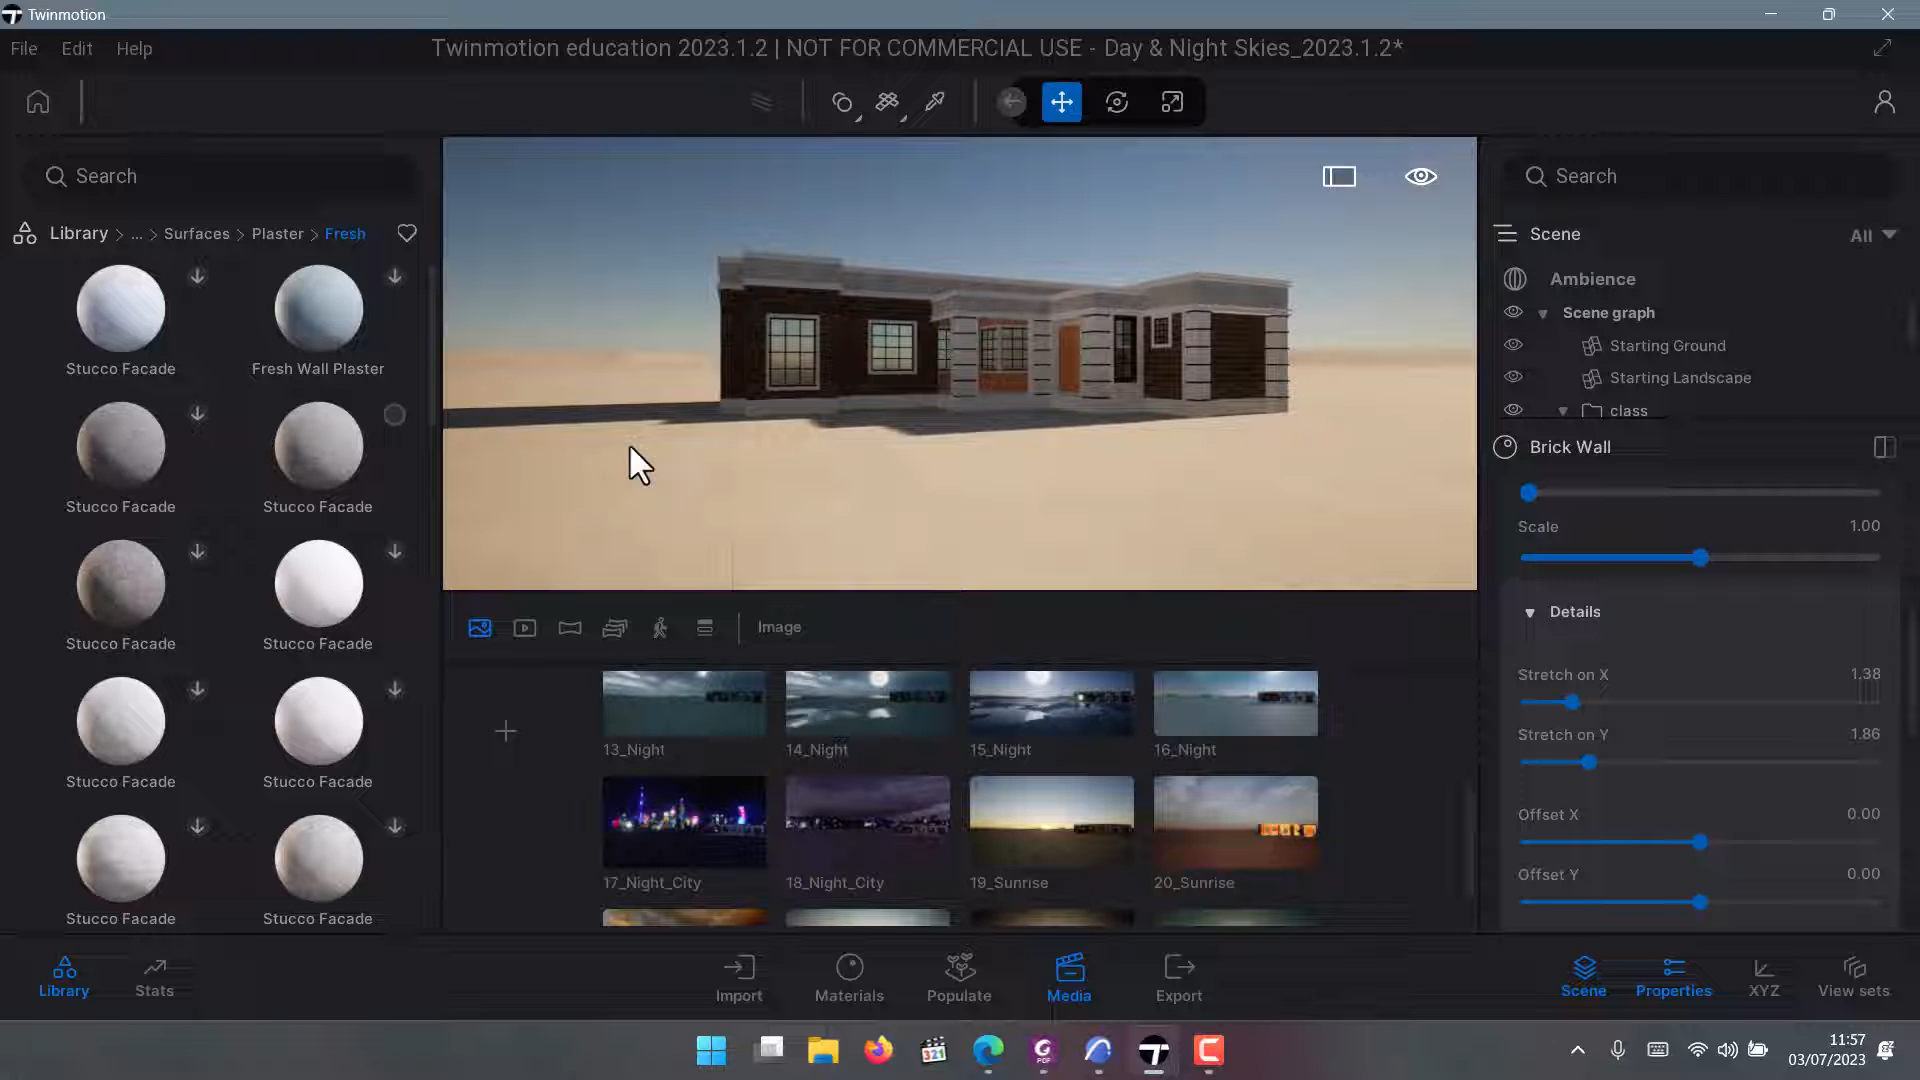 Twinmotion
File Edit Help
Twinmotion education 2023.1.2 | NOT FOR COMMERCIAL USE - Day & Night Skies_2023.1.2*
Search
Library > ... > Surfaces > Plaster > Fresh
Stucco Facade
Fresh Wall Plaster
Stucco Facade
Stucco Facade
Stucco Facade
Stucco Facade
Stucco Facade
Stucco Facade
Stucco Facade
Stucco Facade
Image
13_Night
14_Night
15_Night
16_Night
17_Night_City
18_Night_City
19_Sunrise
20_Sunrise
Search
Scene
All
Ambience
Scene graph
Starting Ground
Starting Landscape
class
Brick Wall
Scale 1.00
Details
Stretch on X 1.38
Stretch on Y 1.86
Offset X 0.00
Offset Y 0.00
Library
Stats
Import
Materials
Populate
Media
Export
Scene
Properties
XYZ
View sets
321
PDF
11:57
03/07/2023